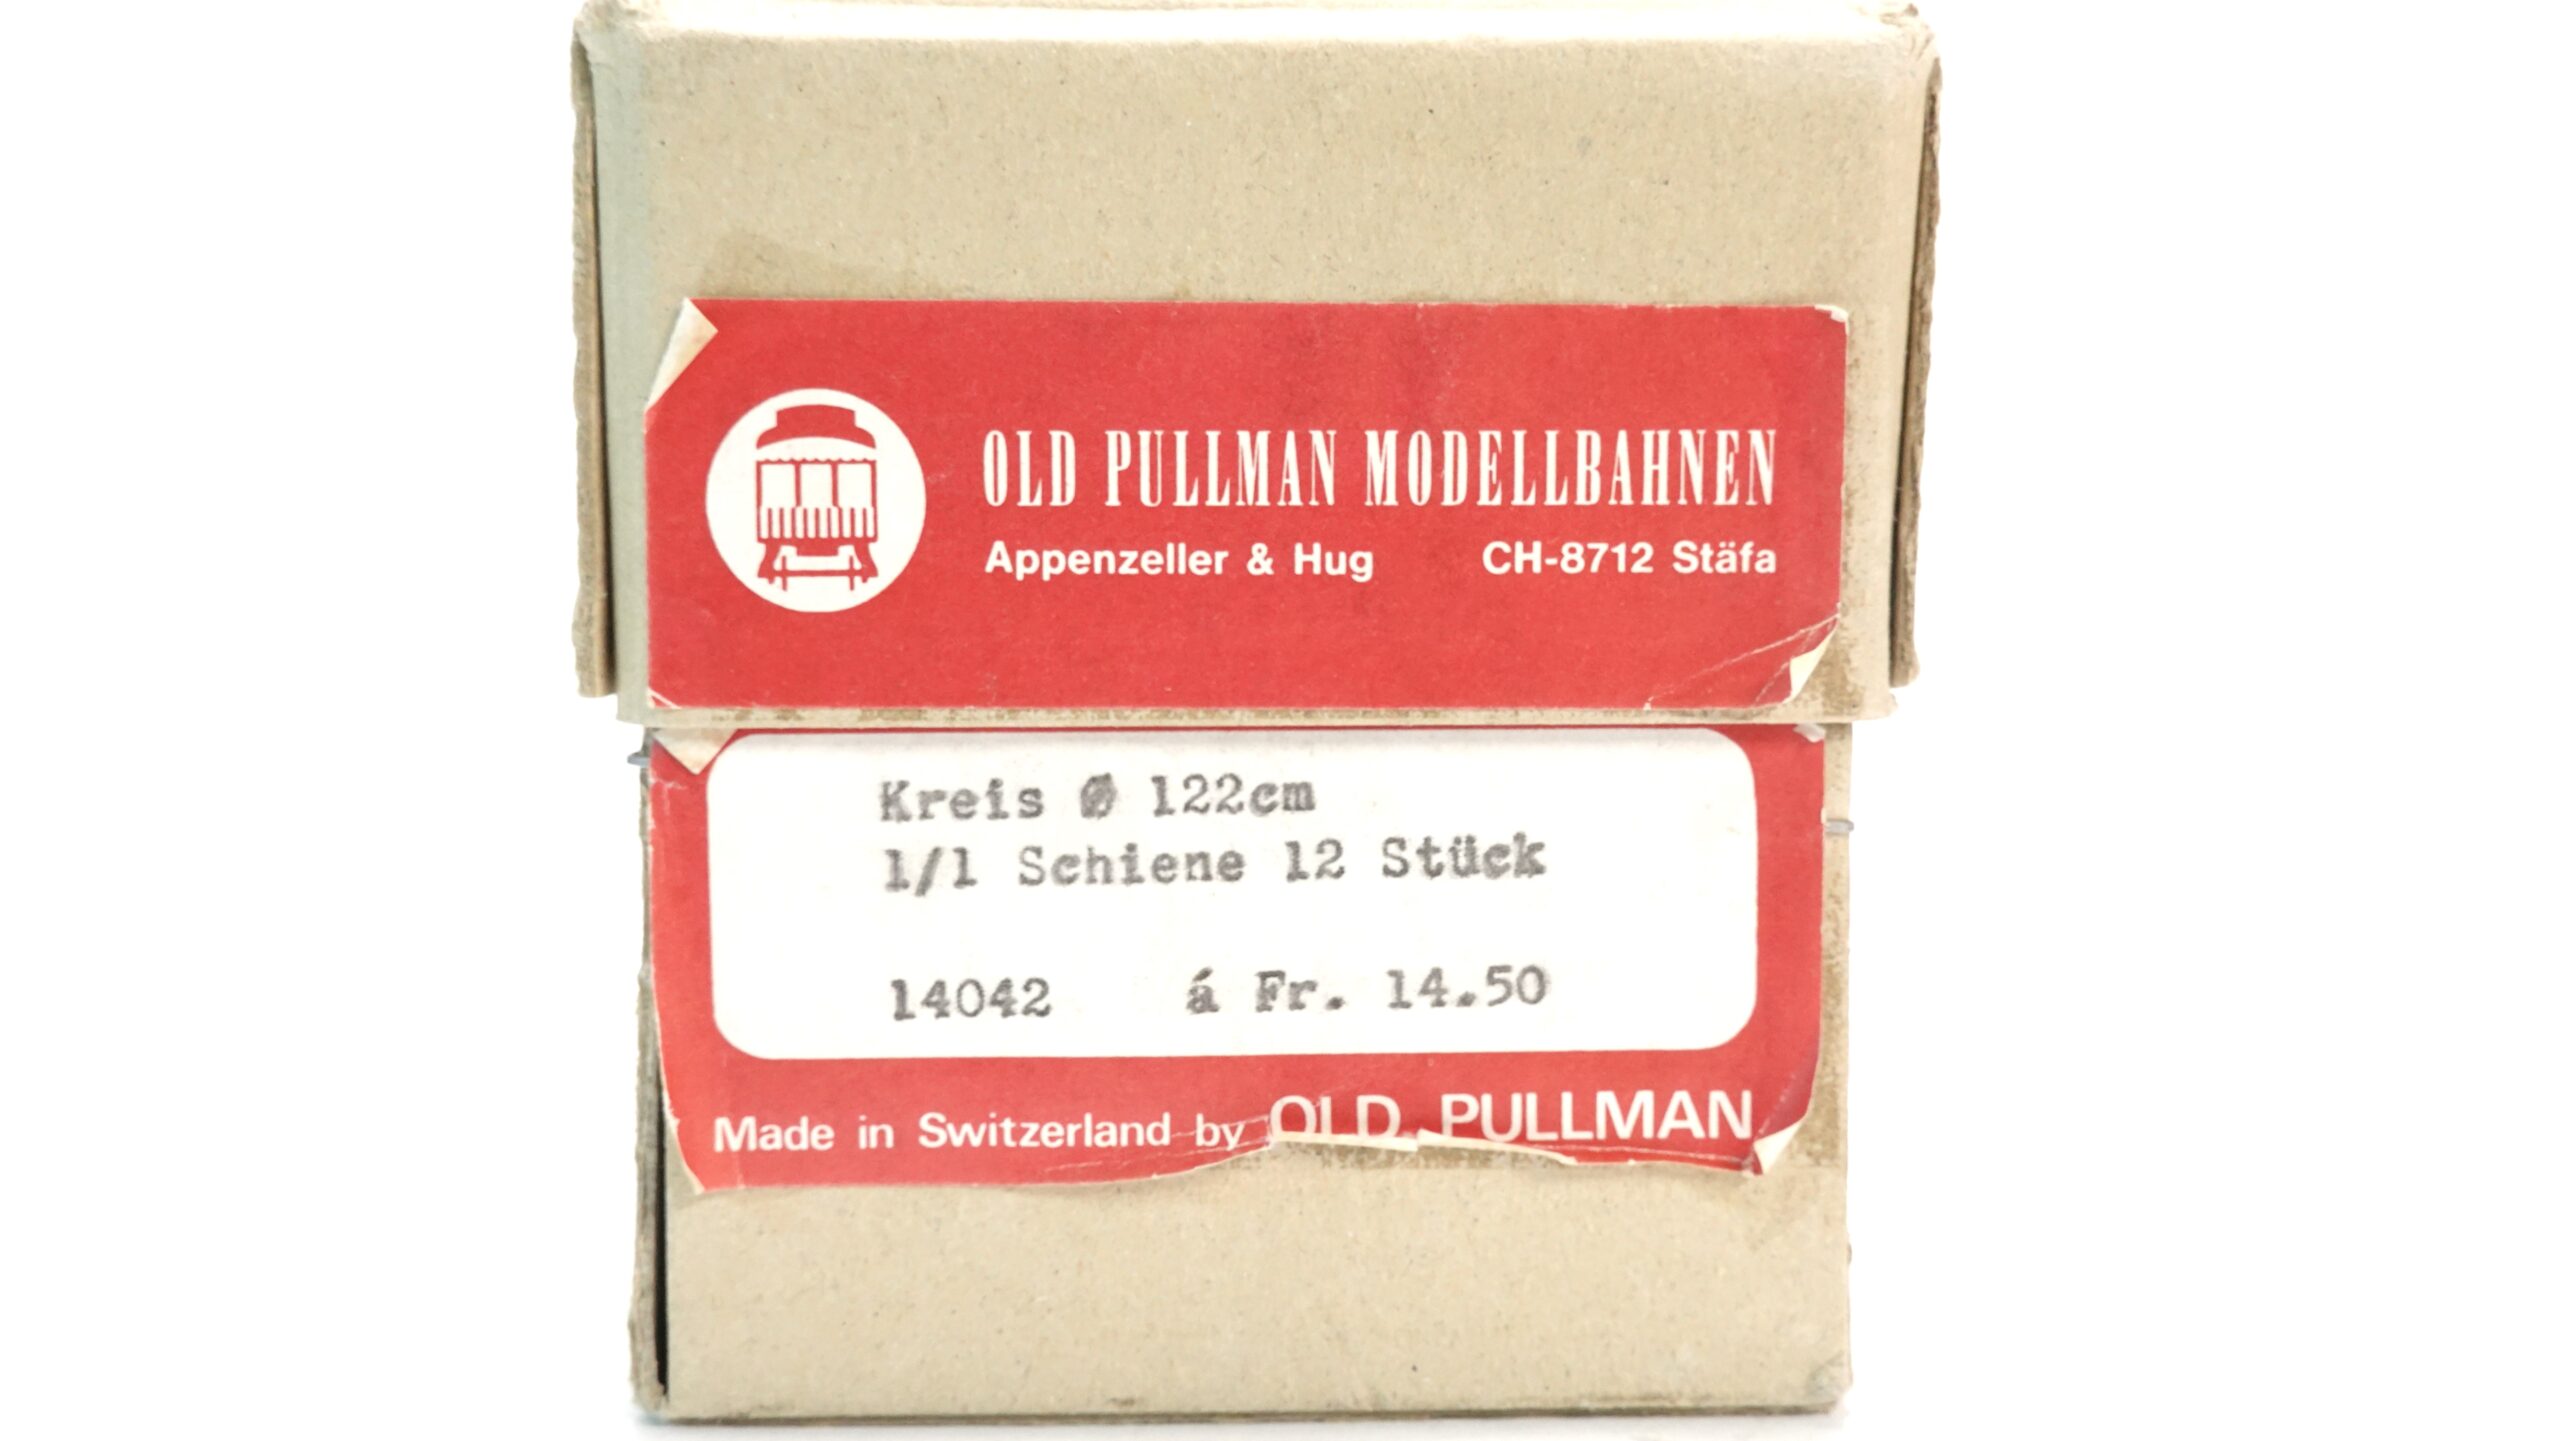 OLD PULLMAN MODELLBAHNEN
Appenzeller & Hug CH-8712 Stäfa
Kreis Ø 122cm
1/1 Schiene 12 Stück
14042 á Fr. 14.50
Made in Switzerland by OLD PULLMAN